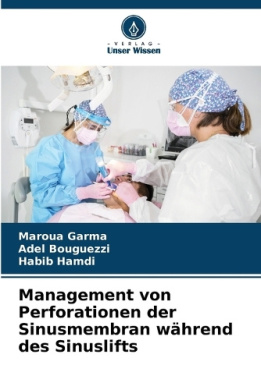 - VERLAG -
Unser Wissen
Maroua Garma
Adel Bouguezzi
Habib Hamdi
Management von
Perforationen der
Sinusmembran während
des Sinuslifts